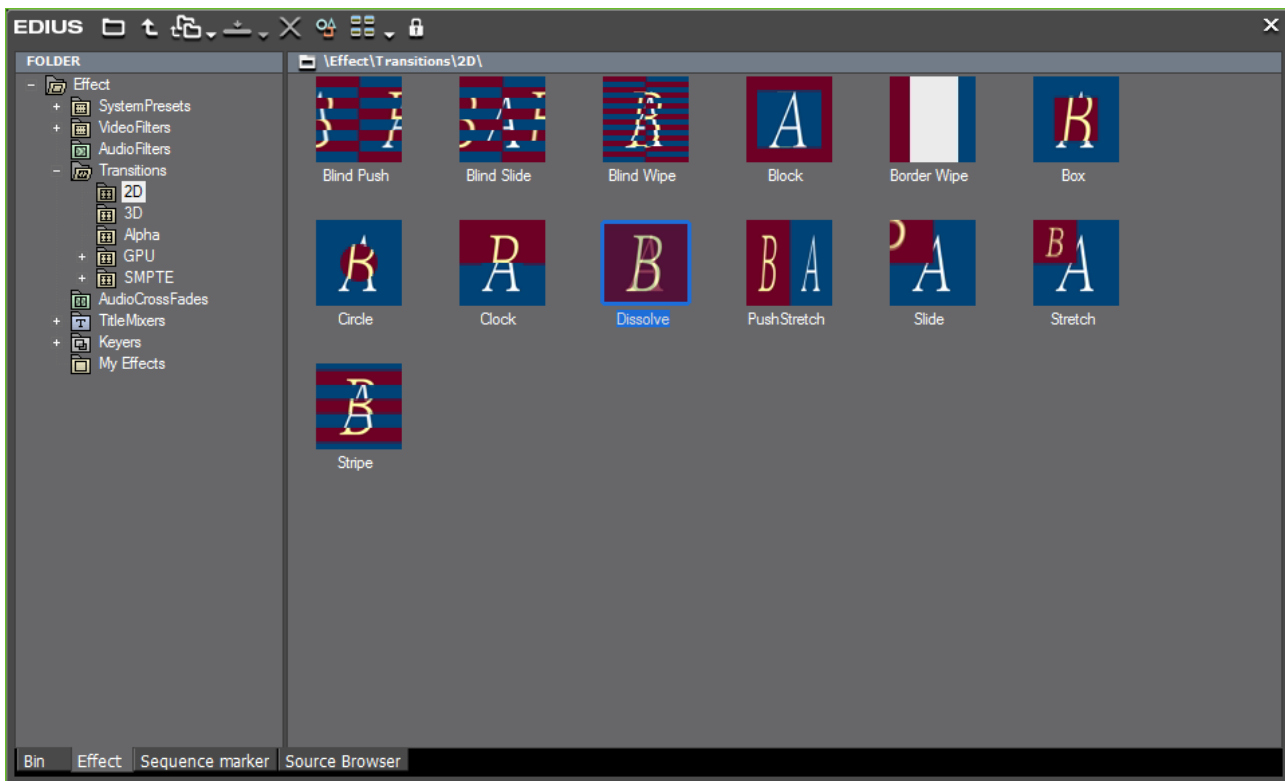 EDIUS
FOLDER
\Effect\Transitions\2D\
Effect
SystemPresets
VideoFilters
AudioFilters
Transitions
2D
3D
Alpha
GPU
SMPTE
AudioCrossFades
TitleMixers
Keyers
My Effects
Blind Push Blind Slide Blind Wipe Block Border Wipe Box
Circle Clock Dissolve PushStretch Slide Stretch
Stripe
Bin Effect Sequence marker Source Browser